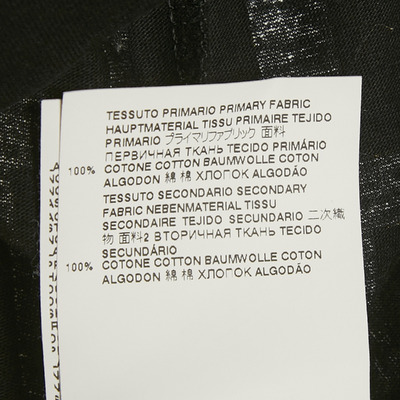 TESSUTO PRIMARIO PRIMARY FABRIC
HAUPTMATERIAL TISSU PRIMAIRE TEJIDO
PRIMARIO プライマリファブリック 面料
ПЕРВИЧНАЯ ТКАНЬ TECIDO PRIMÁRIO
100% COTONE COTTON BAUMWOLLE COTON
ALGODON 綿 棉 ХЛОПОК ALGODÃO
TESSUTO SECONDARIO SECONDARY
FABRIC NEBENMATERIAL TISSU
SECONDAIRE TEJIDO SECUNDARIO 二次織
物 面料2 ВТОРИЧНАЯ ТКАНЬ TECIDO
SECUNDÁRIO
100% COTONE COTTON BAUMWOLLE COTON
ALGODON 綿 棉 ХЛОПОК ALGODÃO